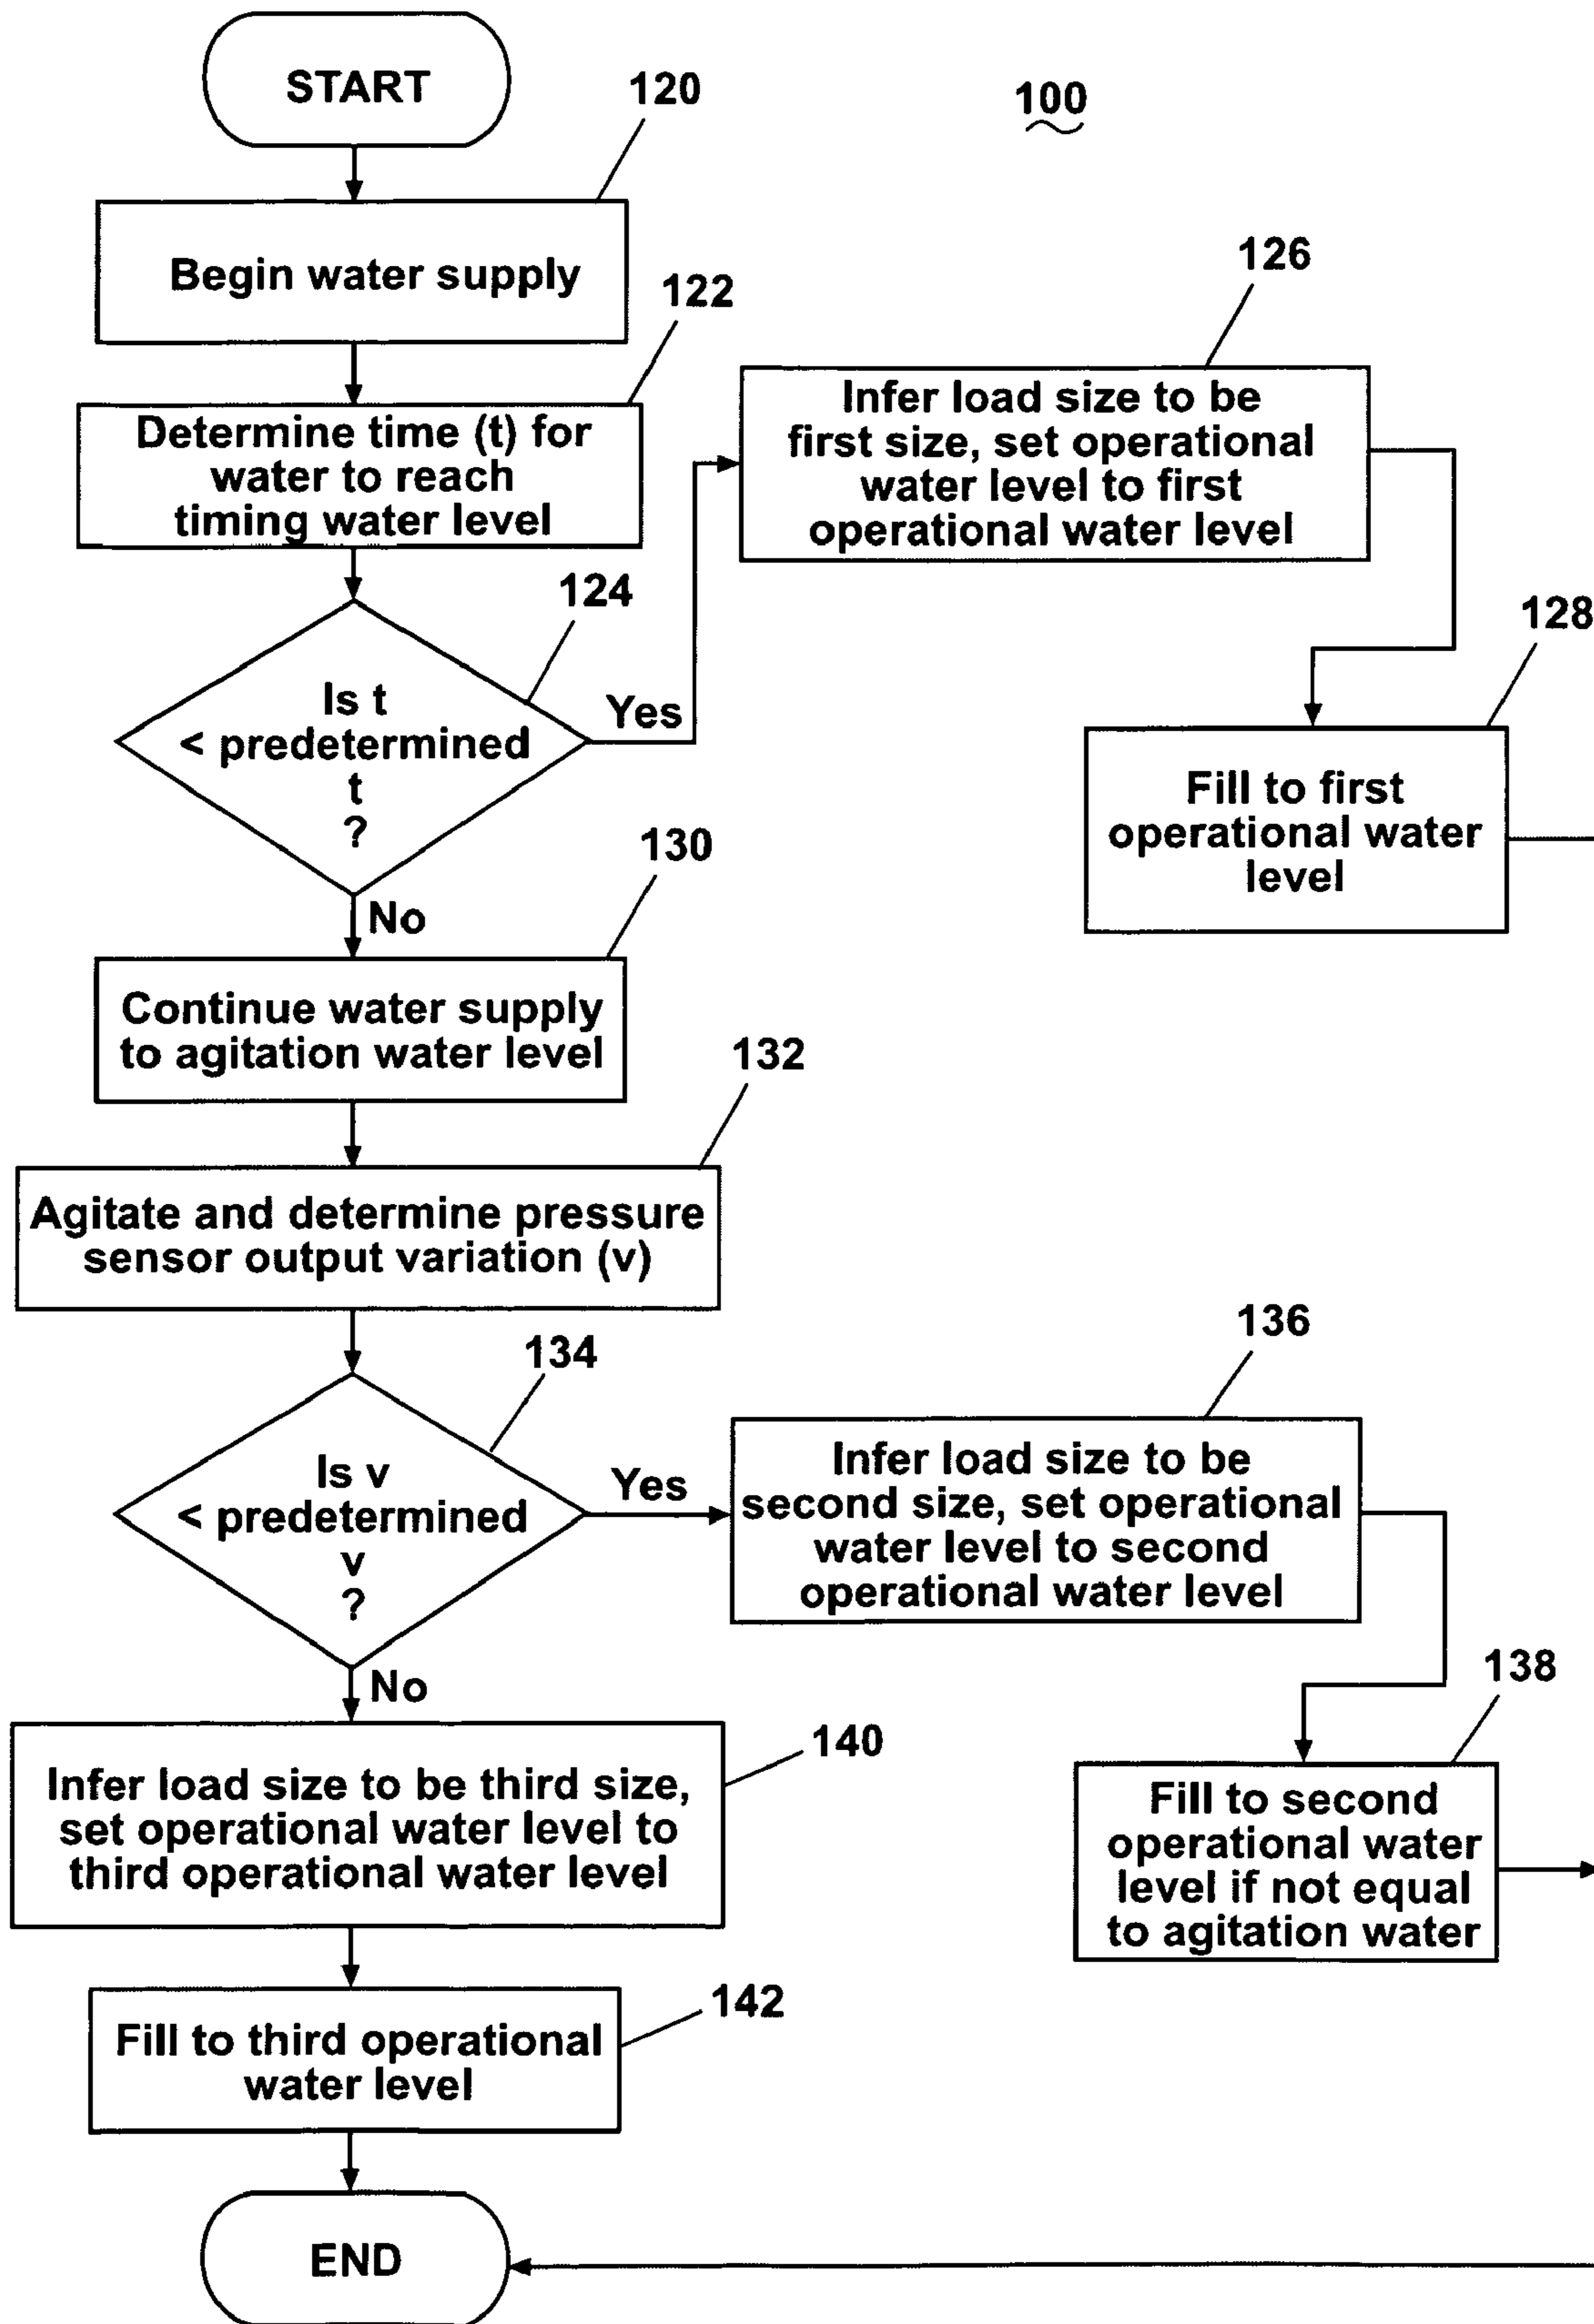 START
120
100
Begin water supply
122
Determine time (t) for
water to reach
timing water level
126
Infer load size to be
first size, set operational
water level to first
operational water level
124
Is t
< predetermined
t
?
Yes
128
Fill to first
operational water
level
No
130
Continue water supply
to agitation water level
132
Agitate and determine pressure
sensor output variation (v)
134
Is v
< predetermined
v
?
Yes
136
Infer load size to be
second size, set operational
water level to second
operational water level
138
Fill to second
operational water
level if not equal
to agitation water
No
140
Infer load size to be third size,
set operational water level to
third operational water level
142
Fill to third operational
water level
END